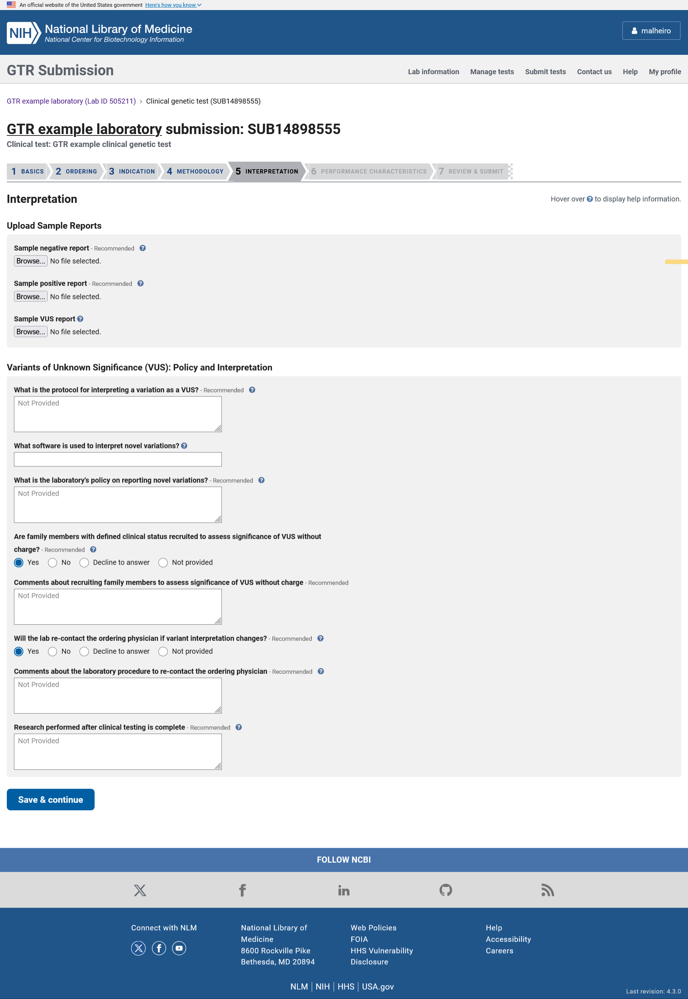 An official website of the United States government Here's how you know
NIH National Library of Medicine
National Center for Biotechnology Information
malheiro
GTR Submission
Lab information Manage tests Submit tests Contact us Help My profile
GTR example laboratory (Lab ID 505211) › Clinical genetic test (SUB14898555)
GTR example laboratory submission: SUB14898555
Clinical test: GTR example clinical genetic test
1 BASICS 2 ORDERING 3 INDICATION 4 METHODOLOGY 5 INTERPRETATION 6 PERFORMANCE CHARACTERISTICS 7 REVIEW & SUBMIT
Interpretation
Hover over ? to display help information.
Upload Sample Reports
Sample negative report - Recommended ?
Browse... No file selected.
Sample positive report - Recommended ?
Browse... No file selected.
Sample VUS report ?
Browse... No file selected.
Variants of Unknown Significance (VUS): Policy and Interpretation
What is the protocol for interpreting a variation as a VUS? - Recommended ?
Not Provided
What software is used to interpret novel variations? ?
What is the laboratory's policy on reporting novel variations? - Recommended ?
Not Provided
Are family members with defined clinical status recruited to assess significance of VUS without
charge? - Recommended ?
Yes No Decline to answer Not provided
Comments about recruiting family members to assess significance of VUS without charge - Recommended
Not Provided
Will the lab re-contact the ordering physician if variant interpretation changes? - Recommended ?
Yes No Decline to answer Not provided
Comments about the laboratory procedure to re-contact the ordering physician - Recommended ?
Not Provided
Research performed after clinical testing is complete - Recommended ?
Not Provided
Save & continue
FOLLOW NCBI
Connect with NLM
National Library of
Medicine
8600 Rockville Pike
Bethesda, MD 20894
Web Policies
FOIA
HHS Vulnerability
Disclosure
Help
Accessibility
Careers
NLM | NIH | HHS | USA.gov
Last revision: 4.3.0